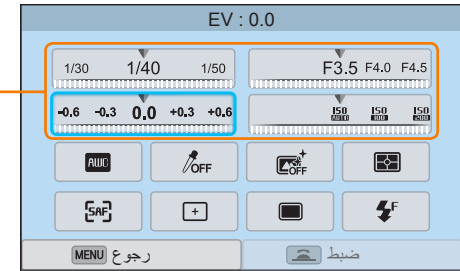 EV : 0.0
1/30 1/40 1/50 F3.5 F4.0 F4.5
-0.6 -0.3 0.0 +0.3 +0.6 ISO AUTO ISO 100 ISO 200
AWB OFF OFF
SAF F
MENU رجوع ضبط